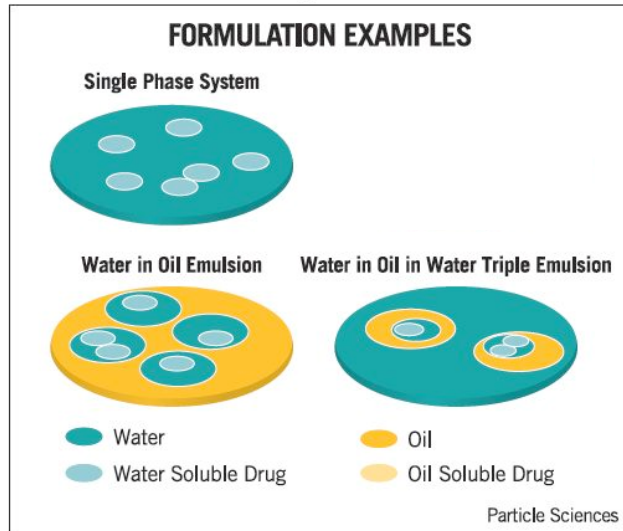 FORMULATION EXAMPLES
Single Phase System
Water in Oil Emulsion
Water in Oil in Water Triple Emulsion
Water
Oil
Water Soluble Drug
Oil Soluble Drug
Particle Sciences